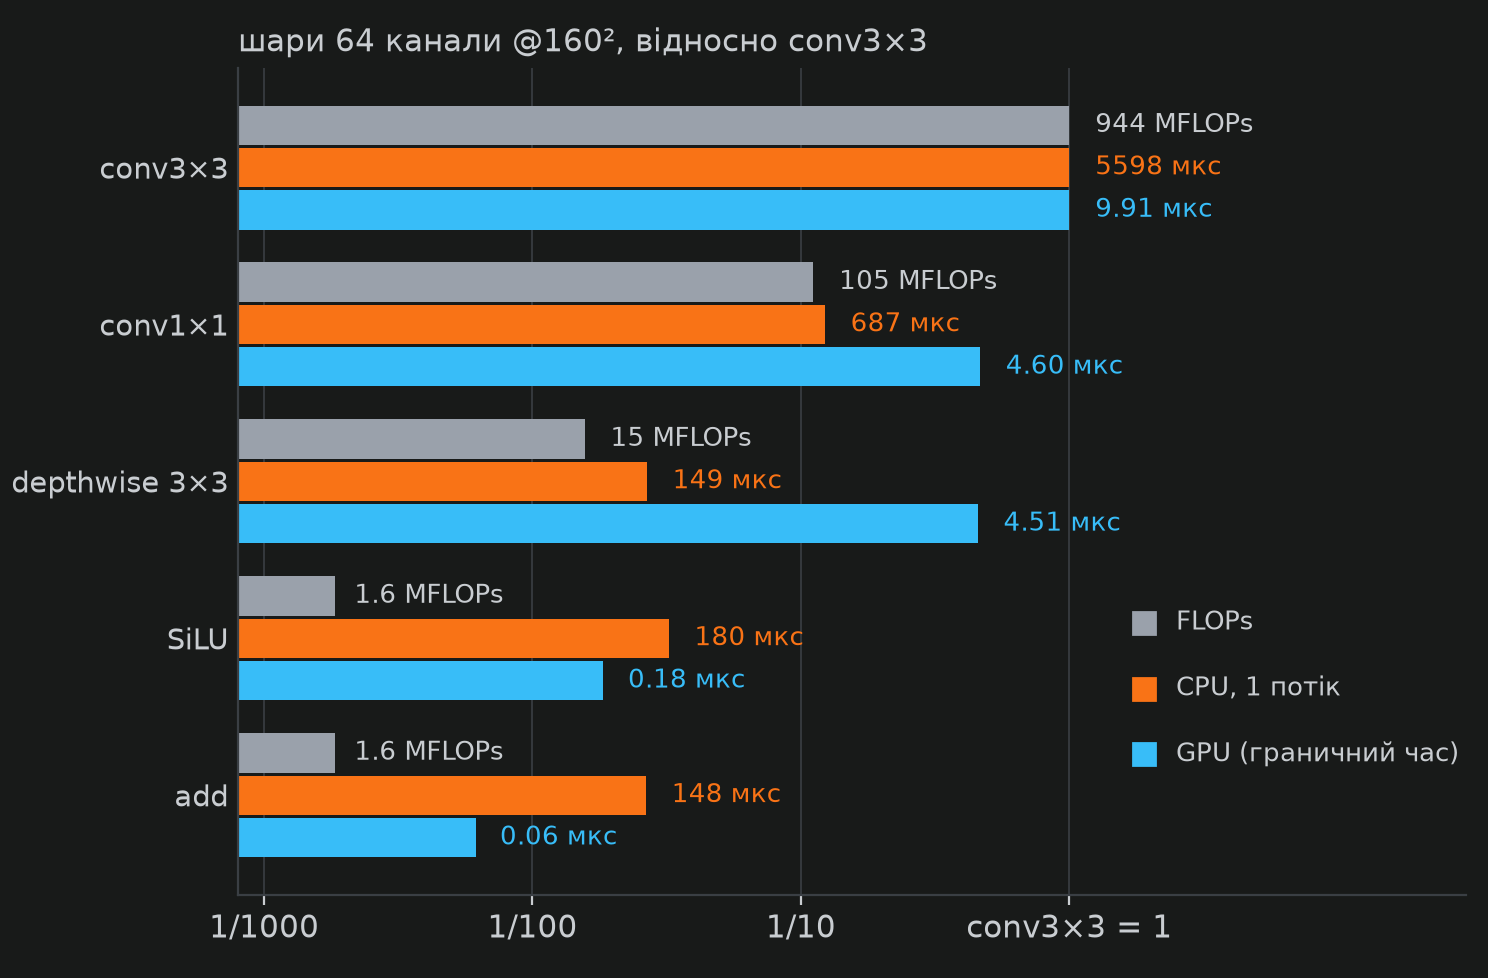 шари 64 канали @160², відносно conv3×3
conv3×3
944 MFLOPs
5598 мкс
9.91 мкс
conv1×1
105 MFLOPs
687 мкс
4.60 мкс
depthwise 3×3
15 MFLOPs
149 мкс
4.51 мкс
SiLU
1.6 MFLOPs
180 мкс
0.18 мкс
add
1.6 MFLOPs
148 мкс
0.06 мкс
FLOPs
CPU, 1 потік
GPU (граничний час)
1/1000 1/100 1/10 conv3×3 = 1